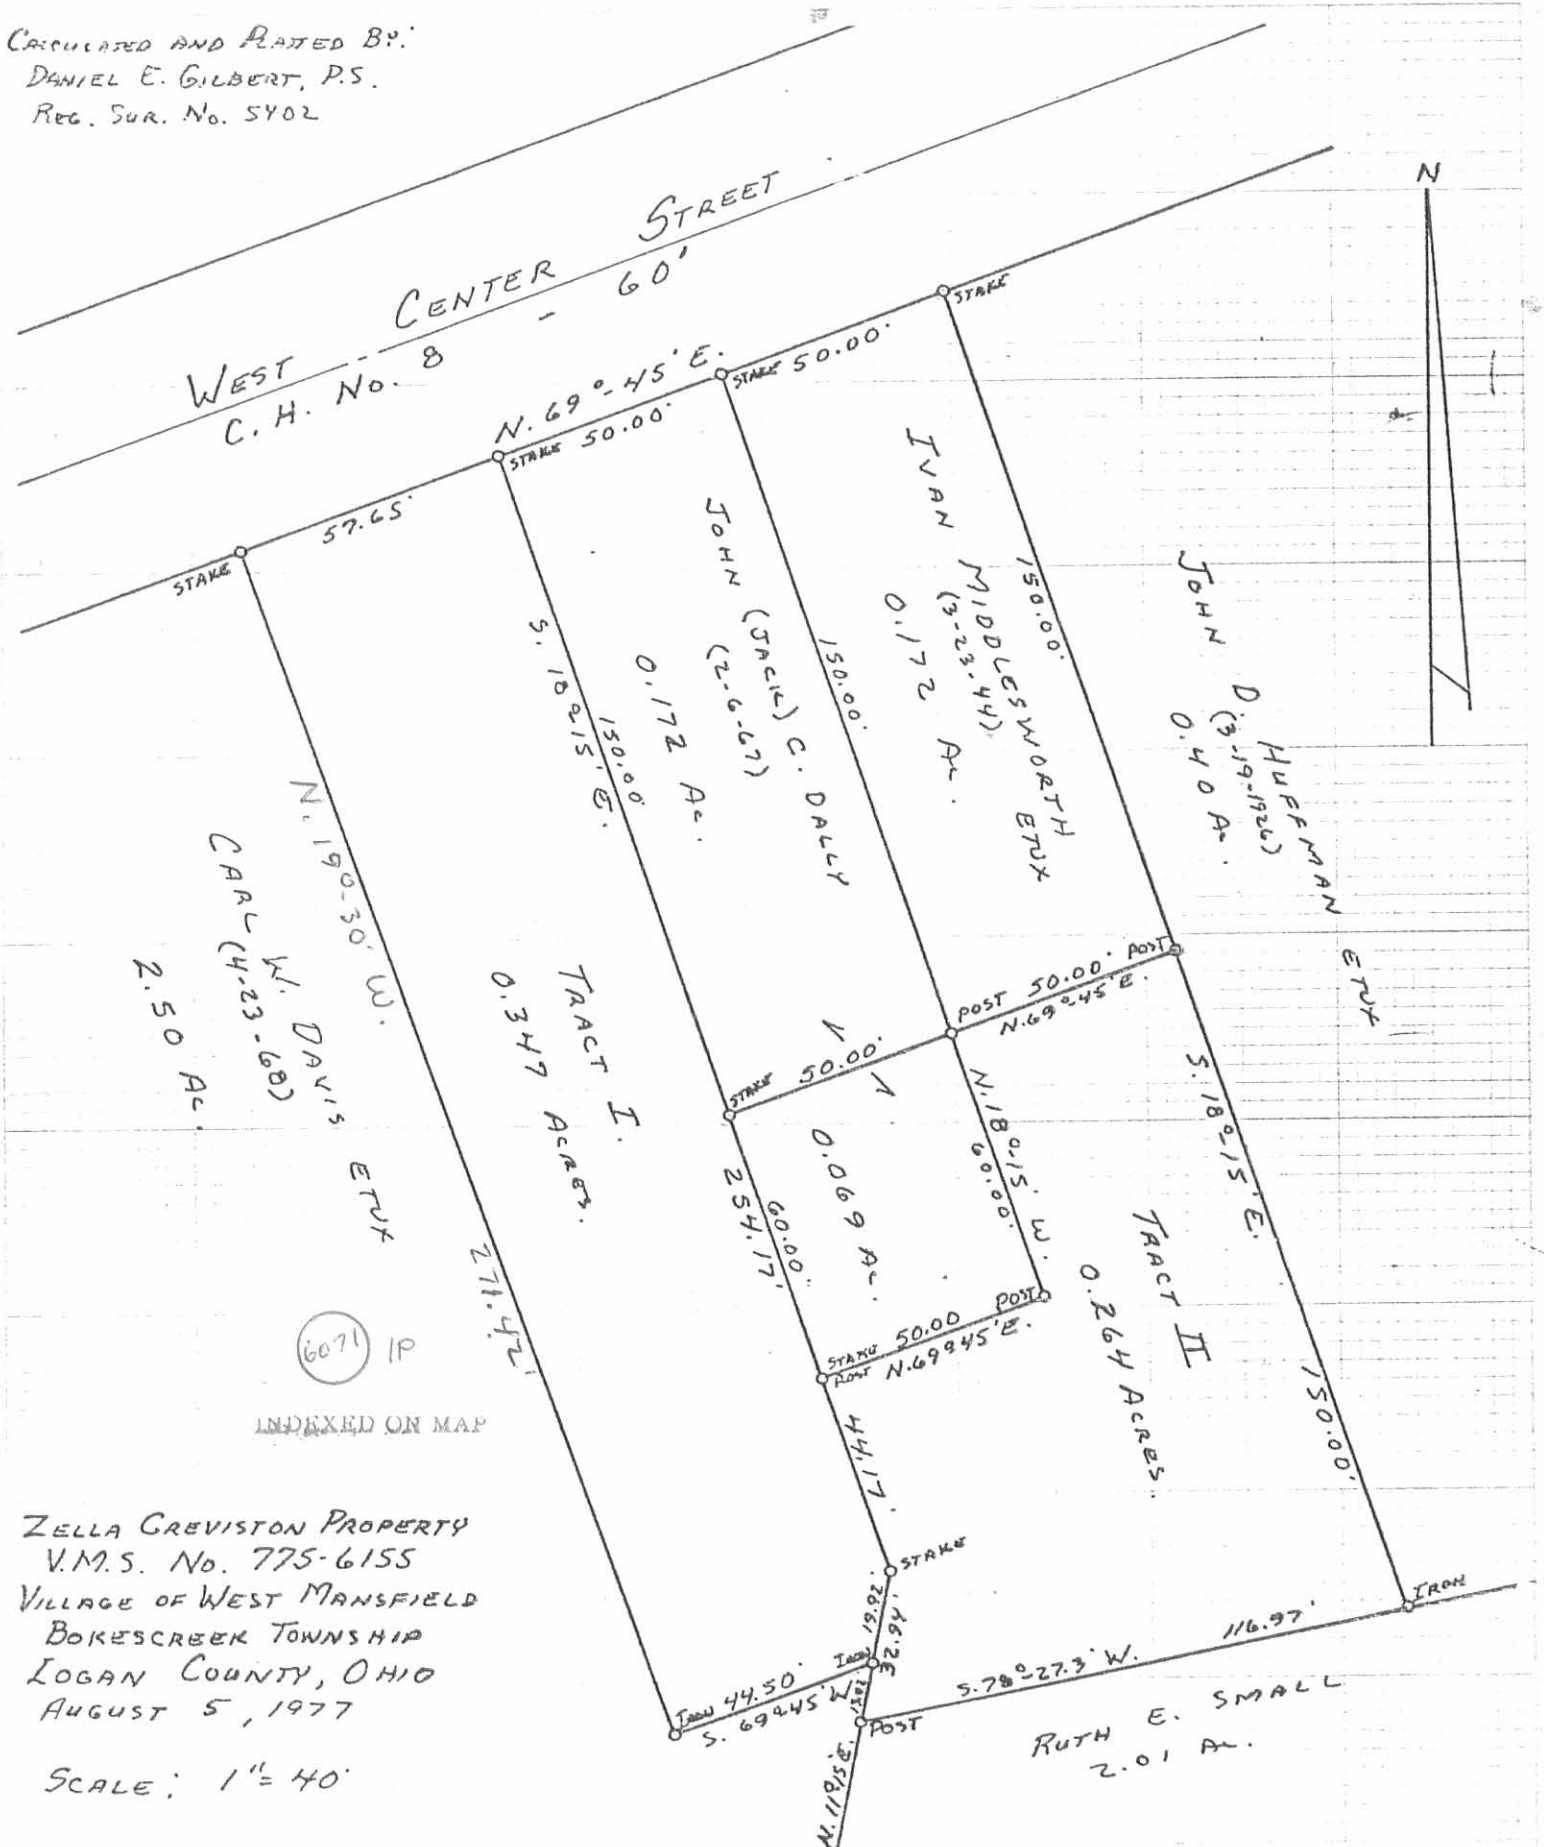 CALCULATED AND PLATTED BY:
DANIEL E. GILBERT, P.S.
REG. SUR. No. 5402
N
WEST CENTER STREET
C. H. No. 8 - 60'
STAKE
57.65'
N. 69°-45' E.
STAKE 50.00'
STAKE 50.00'
STAKE
S. 18°-15' E.
150.00'
JOHN (JACK) C. DALLY
(2-6-67)
0.172 Ac.
150.00'
IVAN MIDDLESWORTH ETUX
(3-23-44)
0.172 Ac.
150.00'
JOHN D. HUFFMAN ETUX
(3-19-1926)
0.40 Ac.
N. 19°-30' W.
271.42'
CARL W. DAVIS ETUX
(4-23-68)
2.50 Ac.
TRACT I.
0.347 ACRES.
STAKE 50.00'
POST 50.00' POST
N.69°-45' E.
254.17'
60.00'
0.069 Ac.
N.18°-15' W.
60.00'
S. 18°-15' E.
150.00'
TRACT II
0.264 ACRES.
STAKE 50.00 POST
POST N.69°45' E.
44.17'
STAKE
19.92'
32.94'
IRON
IRON 44.50'
S. 69°45' W.
N. 11°15' E.
POST
S.78°-27.3' W.
116.97'
IRON
RUTH E. SMALL
2.01 Ac.
6071 IP
INDEXED ON MAP
ZELLA CREVISTON PROPERTY
V.M.S. No. 775-6155
VILLAGE OF WEST MANSFIELD
BOKESCREEK TOWNSHIP
LOGAN COUNTY, OHIO
AUGUST 5, 1977
SCALE: 1"= 40'